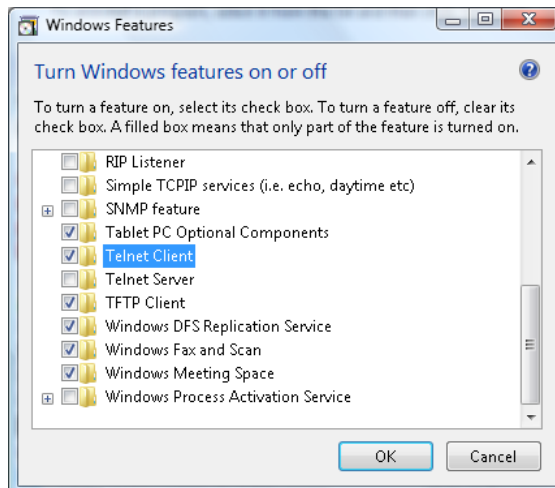 Windows Features
Turn Windows features on or off
To turn a feature on, select its check box. To turn a feature off, clear its
check box. A filled box means that only part of the feature is turned on.
RIP Listener
Simple TCPIP services (i.e. echo, daytime etc)
SNMP feature
Tablet PC Optional Components
Telnet Client
Telnet Server
TFTP Client
Windows DFS Replication Service
Windows Fax and Scan
Windows Meeting Space
Windows Process Activation Service
OK Cancel